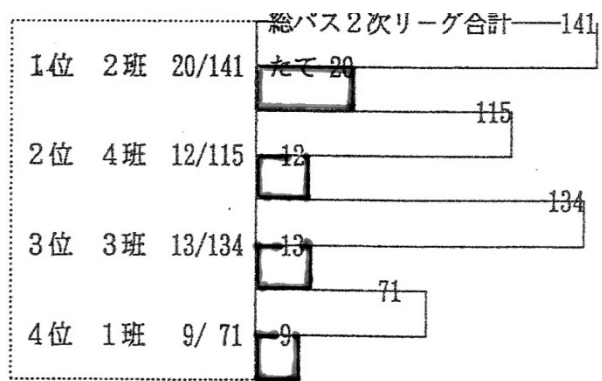 総パス2次リーグ合計 141
1位 2班 20/141 たて 20
115
2位 4班 12/115 12
134
3位 3班 13/134 13
71
4位 1班 9/ 71 9